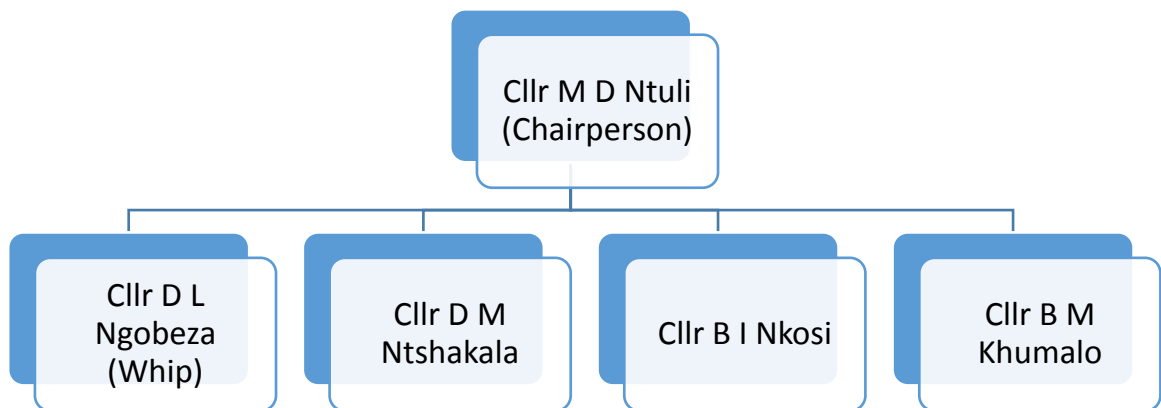 Cllr M D Ntuli
(Chairperson)
Cllr D L
Ngobeza
(Whip)
Cllr D M
Ntshakala
Cllr B I Nkosi
Cllr B M
Khumalo